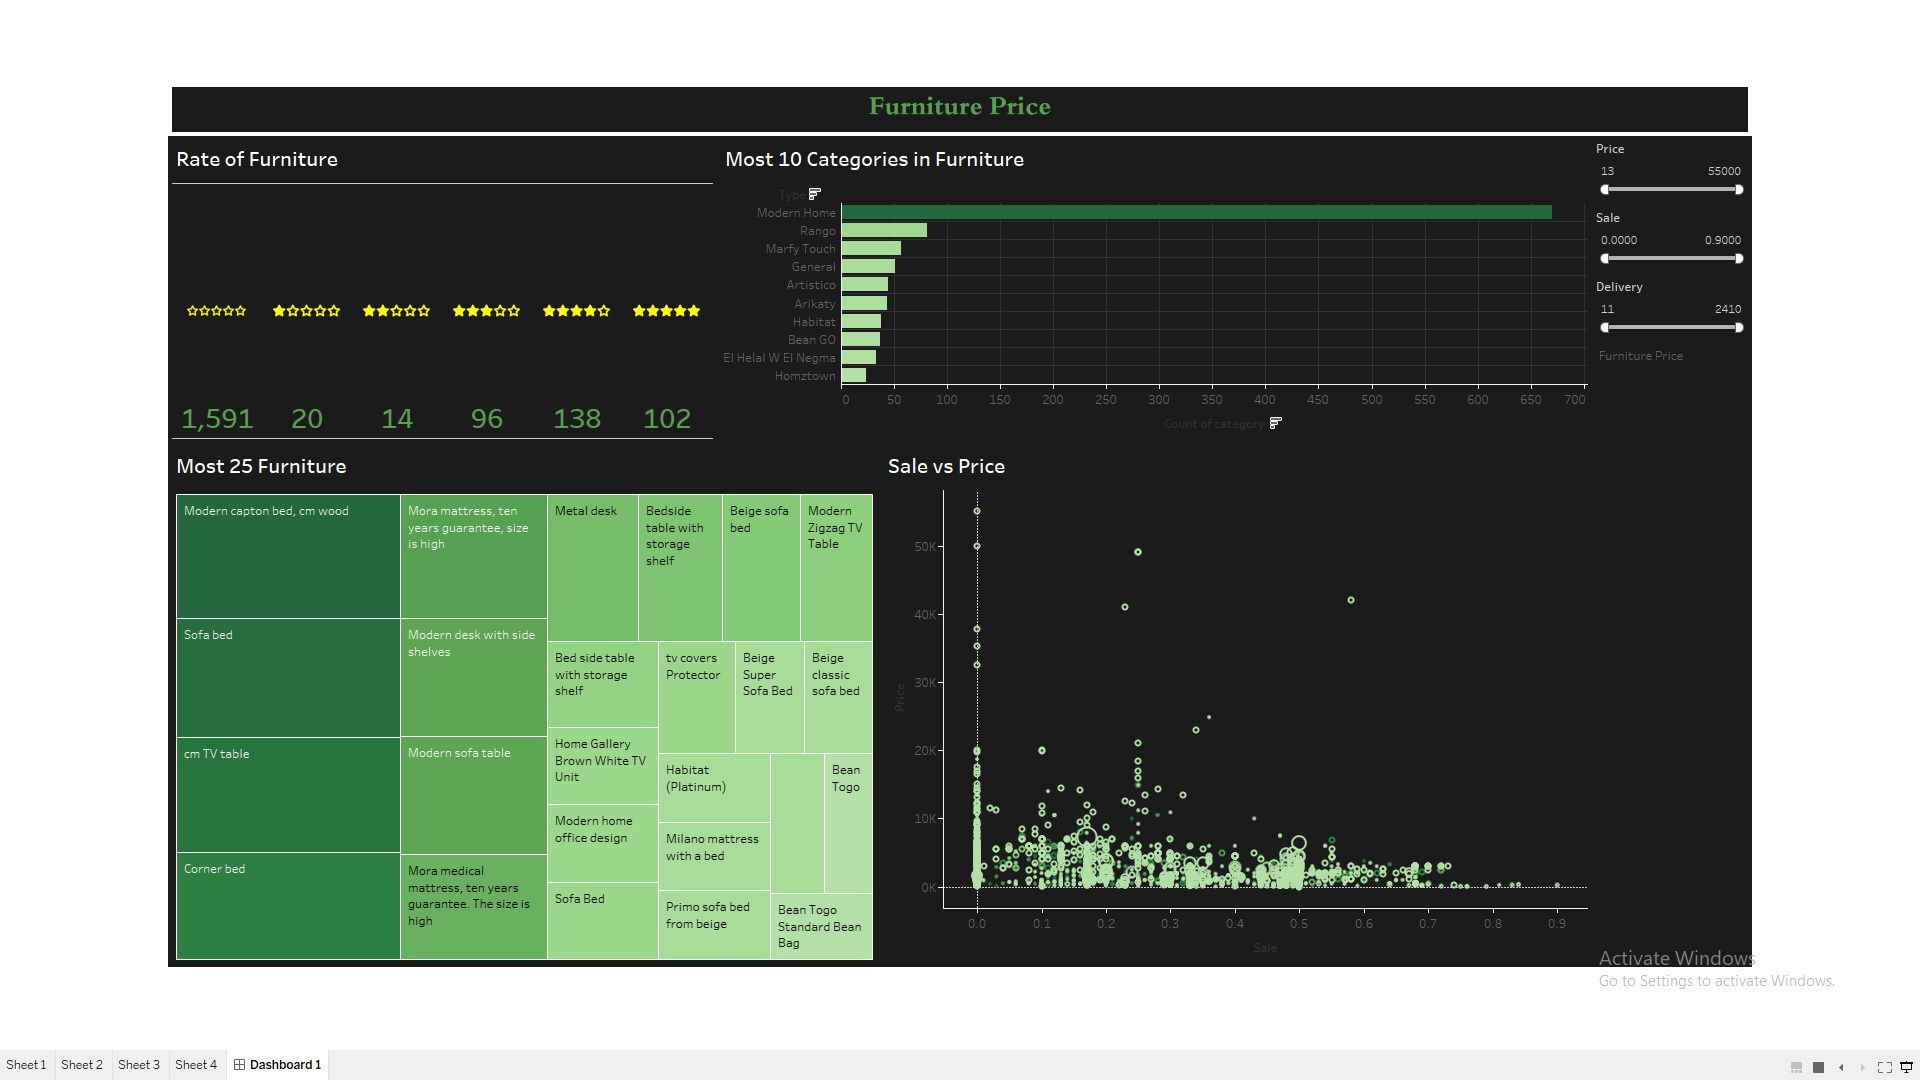 Furniture Price
Rate of Furniture
1,591 20 14 96 138 102
Most 10 Categories in Furniture
Type
Modern Home
Rango
Marfy Touch
General
Artistico
Arikaty
Habitat
Bean GO
El Helal W El Negma
Homztown
0 50 100 150 200 250 300 350 400 450 500 550 600 650 700
Count of category
Price
13 55000
Sale
0.0000 0.9000
Delivery
11 2410
Furniture Price
Most 25 Furniture
Modern capton bed, cm wood
Sofa bed
cm TV table
Corner bed
Mora mattress, ten
years guarantee, size
is high
Modern desk with side
shelves
Modern sofa table
Mora medical
mattress, ten years
guarantee. The size is
high
Metal desk
Bedside
table with
storage
shelf
Beige sofa
bed
Modern
Zigzag TV
Table
Bed side table
with storage
shelf
tv covers
Protector
Beige
Super
Sofa Bed
Beige
classic
sofa bed
Home Gallery
Brown White TV
Unit
Modern home
office design
Sofa Bed
Habitat
(Platinum)
Milano mattress
with a bed
Primo sofa bed
from beige
Bean
Togo
Bean Togo
Standard Bean
Bag
Sale vs Price
Price
50K
40K
30K
20K
10K
0K
0.0 0.1 0.2 0.3 0.4 0.5 0.6 0.7 0.8 0.9
Sale
Activate Windows
Go to Settings to activate Windows.
Sheet 1 Sheet 2 Sheet 3 Sheet 4 Dashboard 1